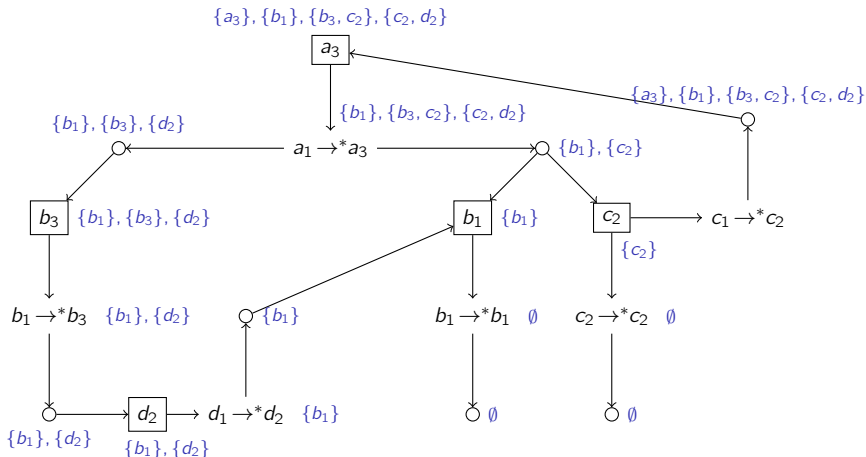 {a₃}, {b₁}, {b₃, c₂}, {c₂, d₂}
a₃
{a₃}, {b₁}, {b₃, c₂}, {c₂, d₂}
{b₁}, {b₃, c₂}, {c₂, d₂}
{b₁}, {b₃}, {d₂}
a₁ →* a₃
{b₁}, {c₂}
b₃ {b₁}, {b₃}, {d₂}
b₁ {b₁}
c₂
c₁ →* c₂
{c₂}
b₁ →* b₃ {b₁}, {d₂}
{b₁}
b₁ →* b₁ ∅
c₂ →* c₂ ∅
{b₁}, {d₂}
d₂
{b₁}, {d₂}
d₁ →* d₂ {b₁}
∅
∅